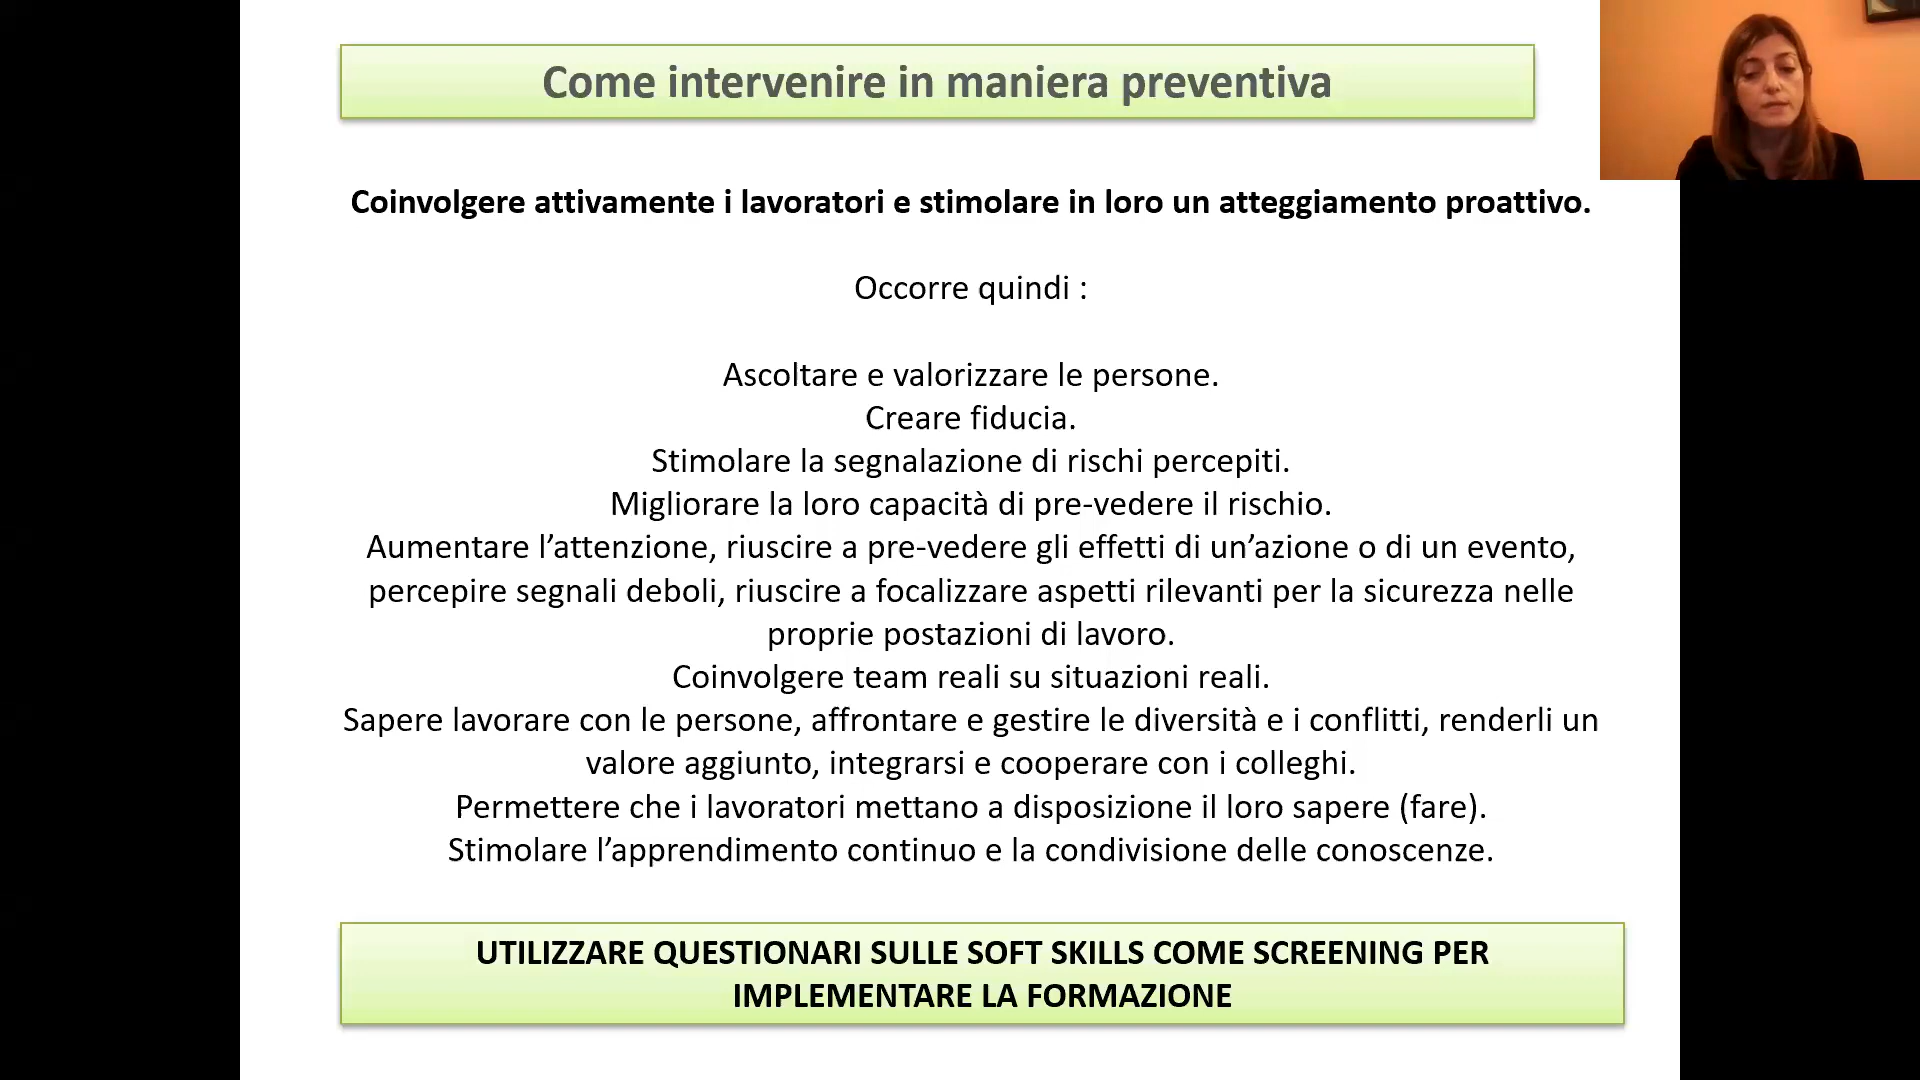 Come intervenire in maniera preventiva
Coinvolgere attivamente i lavoratori e stimolare in loro un atteggiamento proattivo.
Occorre quindi :
Ascoltare e valorizzare le persone.
Creare fiducia.
Stimolare la segnalazione di rischi percepiti.
Migliorare la loro capacità di pre-vedere il rischio.
Aumentare l’attenzione, riuscire a pre-vedere gli effetti di un’azione o di un evento,
percepire segnali deboli, riuscire a focalizzare aspetti rilevanti per la sicurezza nelle
proprie postazioni di lavoro.
Coinvolgere team reali su situazioni reali.
Sapere lavorare con le persone, affrontare e gestire le diversità e i conflitti, renderli un
valore aggiunto, integrarsi e cooperare con i colleghi.
Permettere che i lavoratori mettano a disposizione il loro sapere (fare).
Stimolare l’apprendimento continuo e la condivisione delle conoscenze.
UTILIZZARE QUESTIONARI SULLE SOFT SKILLS COME SCREENING PER
IMPLEMENTARE LA FORMAZIONE